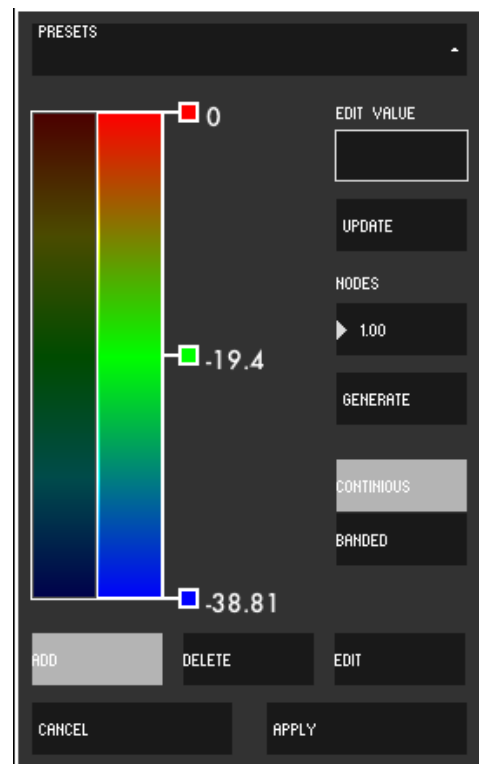 PRESETS
0
EDIT VALUE
UPDATE
NODES
1.00
-19.4
GENERATE
CONTINIOUS
BANDED
-38.81
ADD DELETE EDIT
CANCEL APPLY